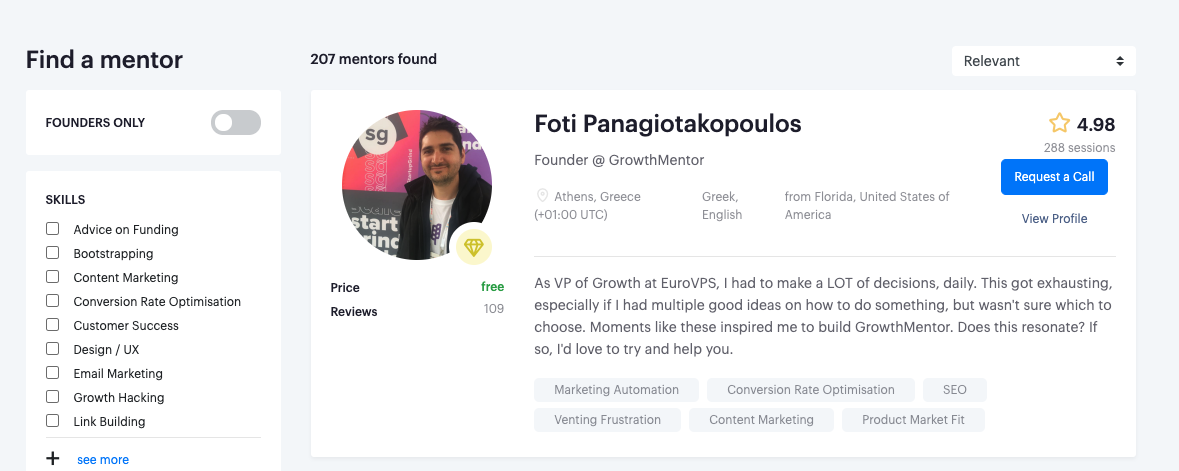 Find a mentor
207 mentors found
Relevant
FOUNDERS ONLY
SKILLS
Advice on Funding
Bootstrapping
Content Marketing
Conversion Rate Optimisation
Customer Success
Design / UX
Email Marketing
Growth Hacking
Link Building
see more
sg
start
grind
Price free
Reviews 109
Foti Panagiotakopoulos
Founder @ GrowthMentor
Athens, Greece
(+01:00 UTC)
Greek,
English
from Florida, United States of
America
4.98
288 sessions
Request a Call
View Profile
As VP of Growth at EuroVPS, I had to make a LOT of decisions, daily. This got exhausting,
especially if I had multiple good ideas on how to do something, but wasn't sure which to
choose. Moments like these inspired me to build GrowthMentor. Does this resonate? If
so, I'd love to try and help you.
Marketing Automation Conversion Rate Optimisation SEO
Venting Frustration Content Marketing Product Market Fit